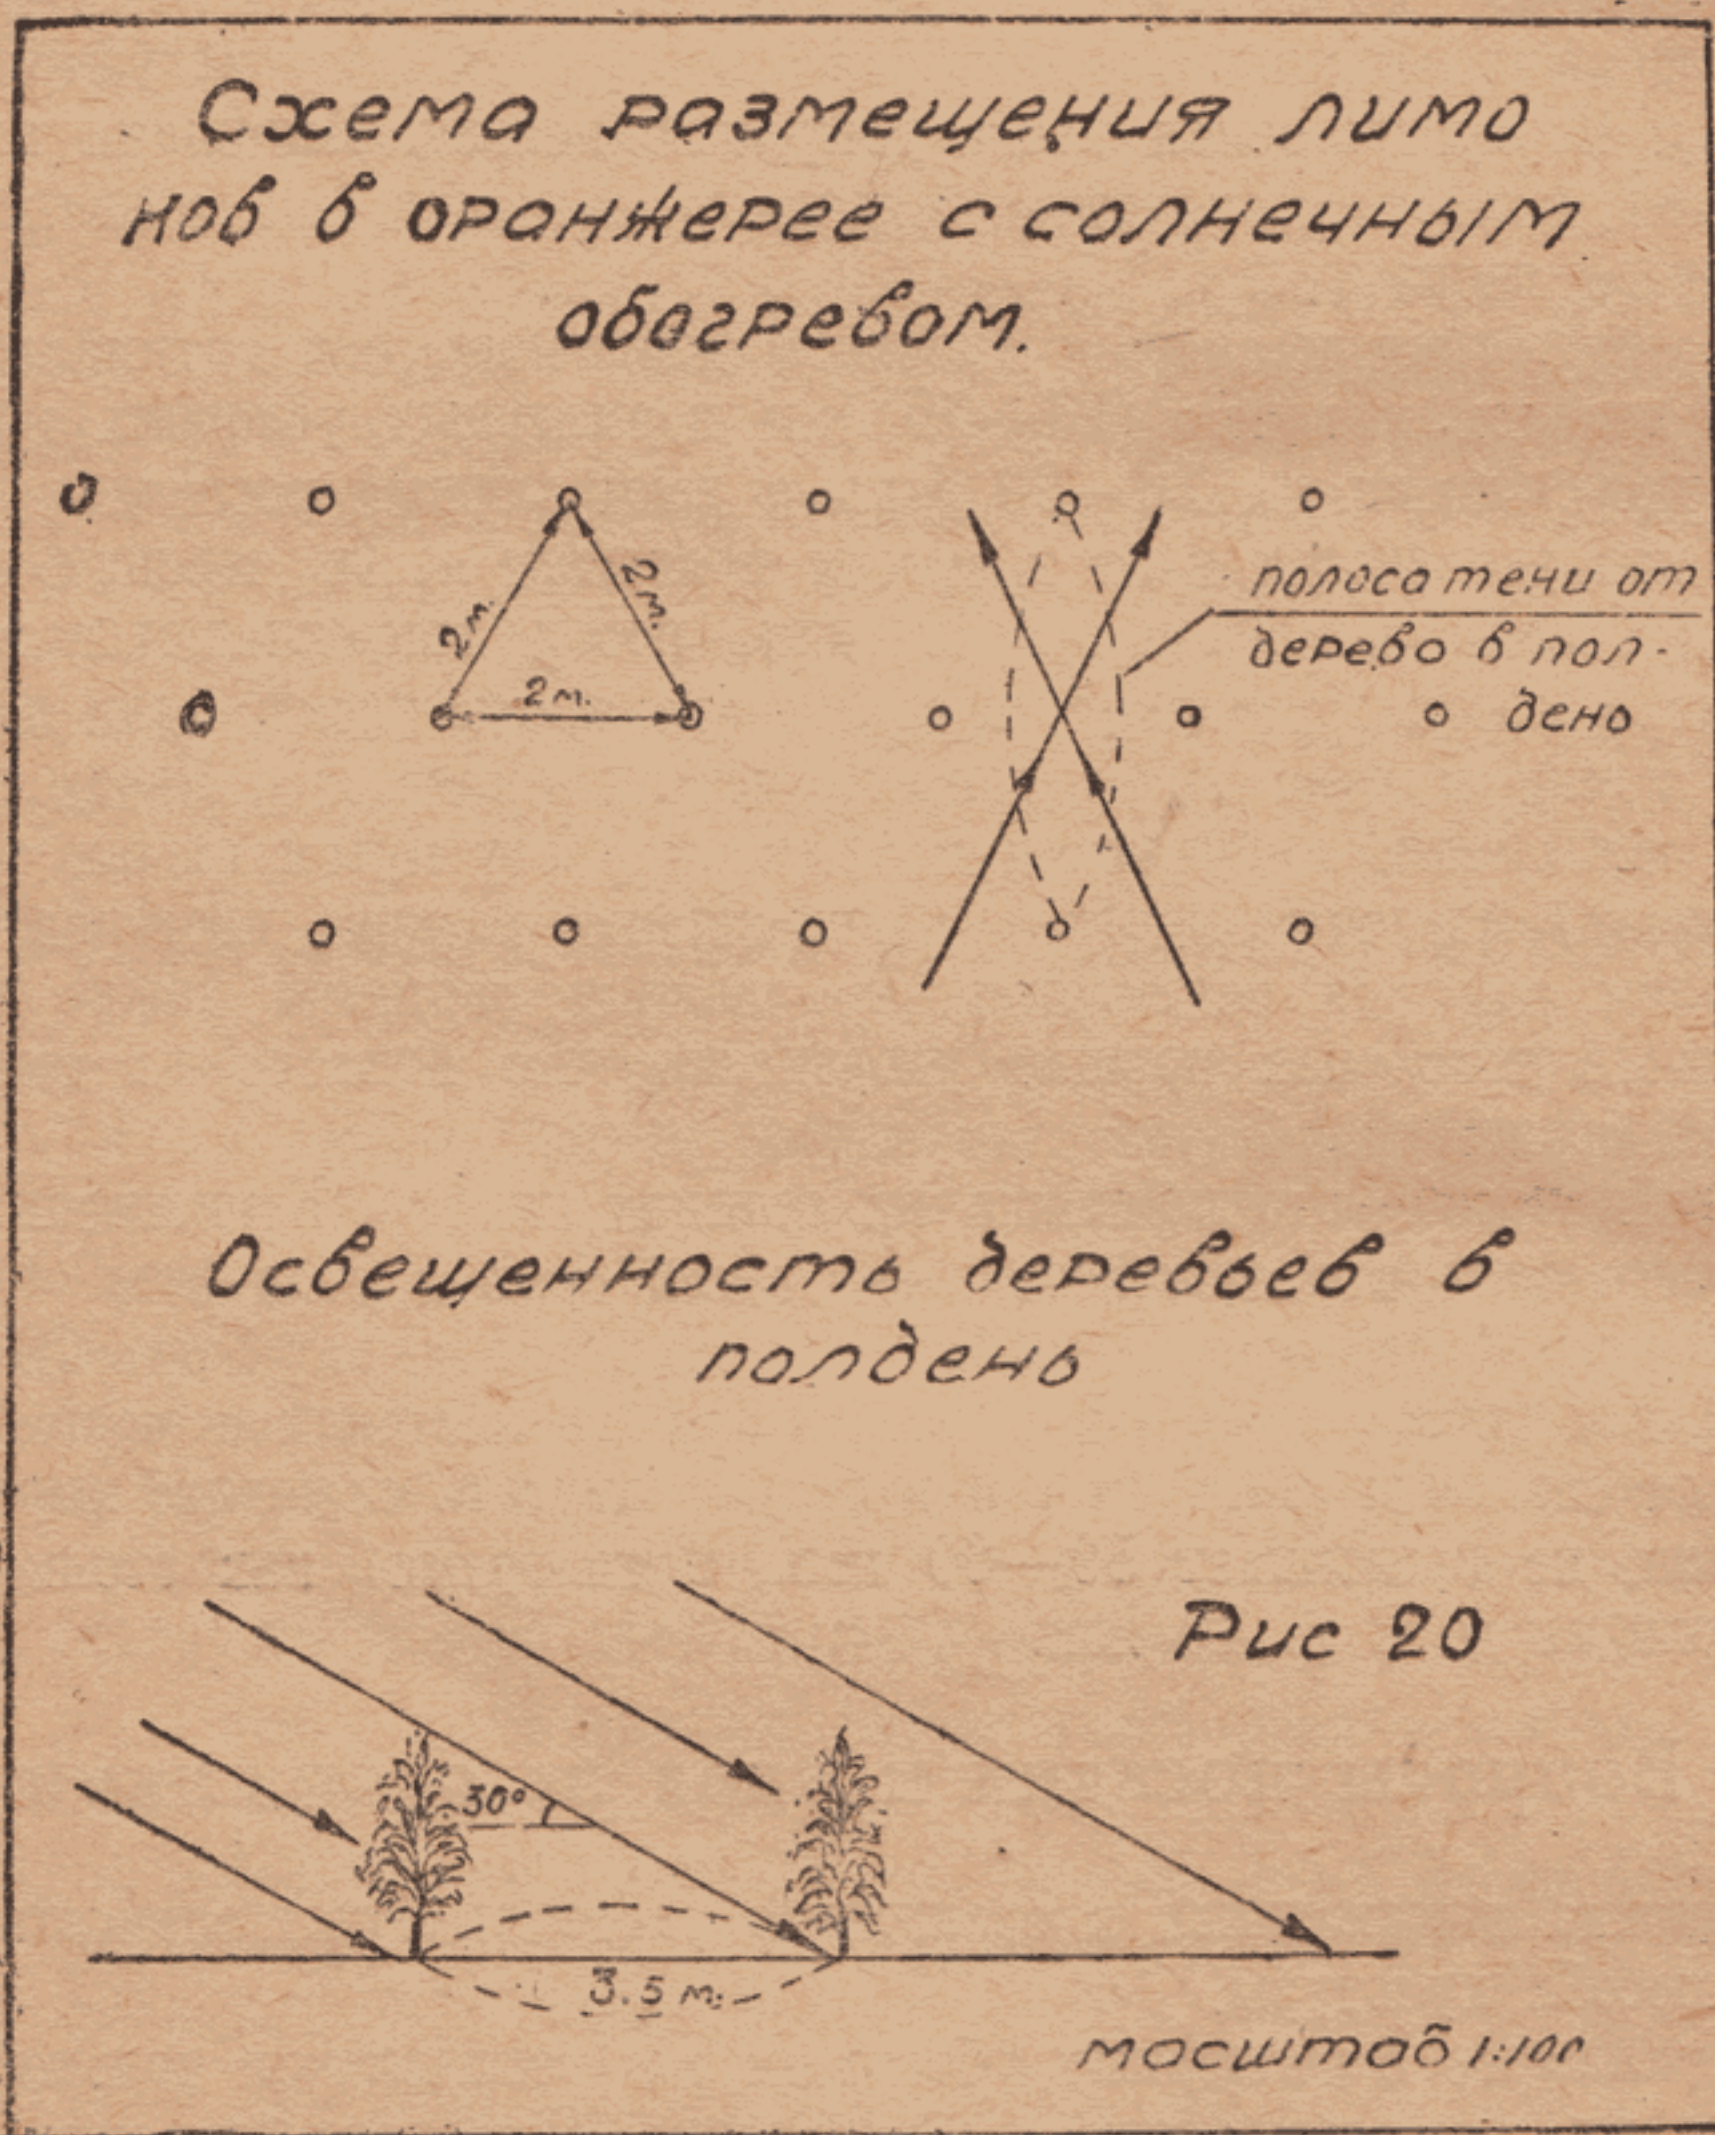 Схема размещения лимо
нов в оранжерее с солнечным
обогревом.
2м.
2м.
2м.
полоса тени от
дерево в пол-
дено
Освещенность деревьев в
полдень
Рис 20
30°
3.5 м.
масштаб 1:100